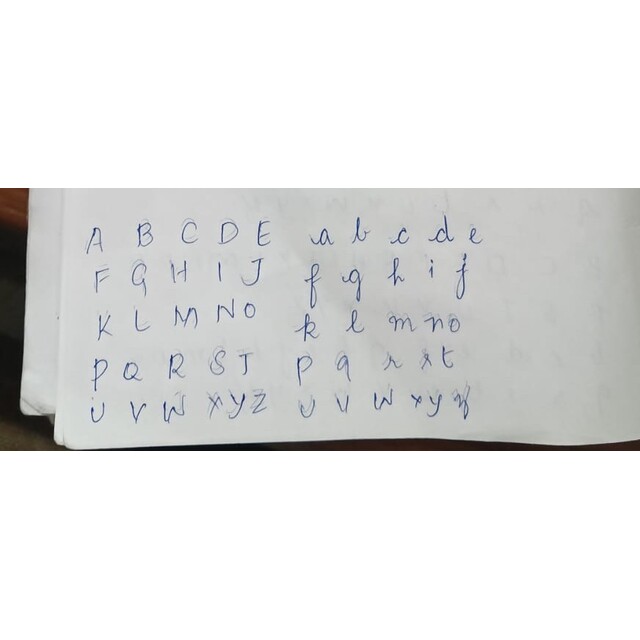 A B C D E a b c d e
F G H I J f g h i j
K L M N O k l m n o
P Q R S T p q r s t
U V W X Y Z u v w x y z